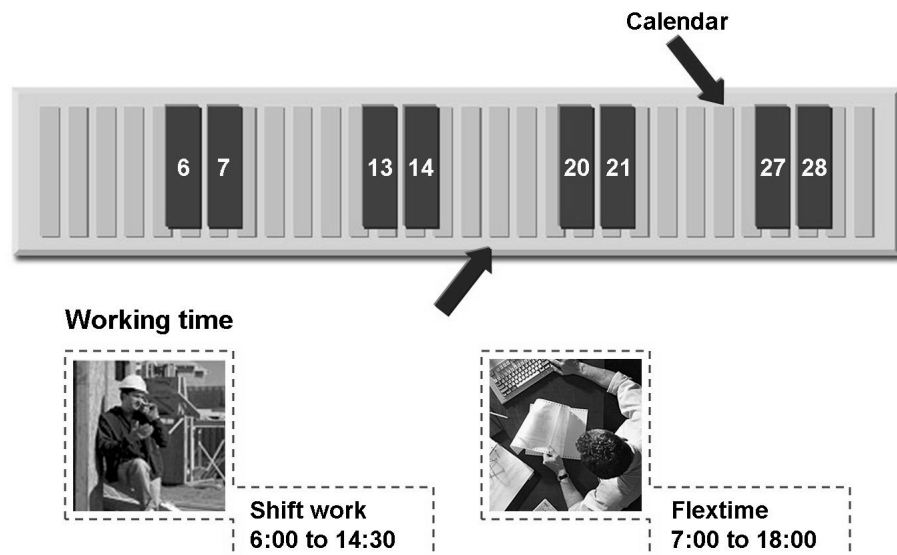 Calendar
6 7 13 14 20 21 27 28
Working time
Shift work
6:00 to 14:30
Flextime
7:00 to 18:00